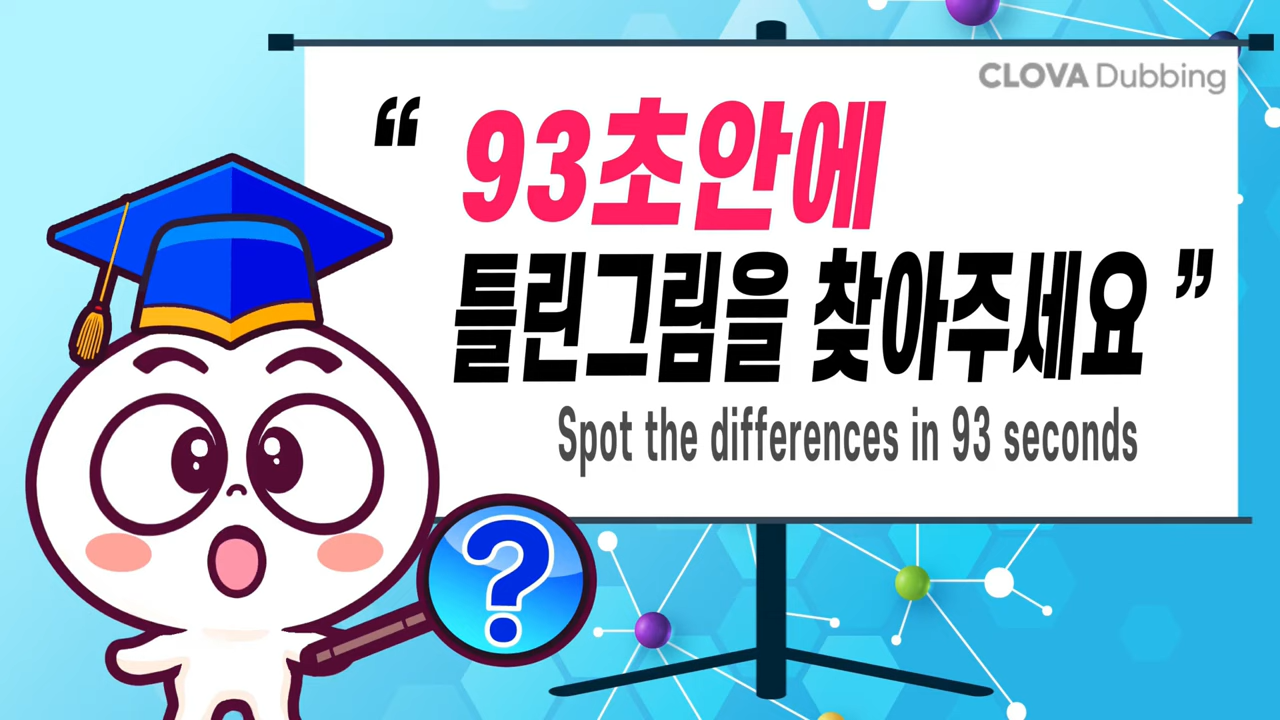 CLOVA Dubbing
“ 93초안에
틀린그림을 찾아주세요 ”
Spot the differences in 93 seconds
?